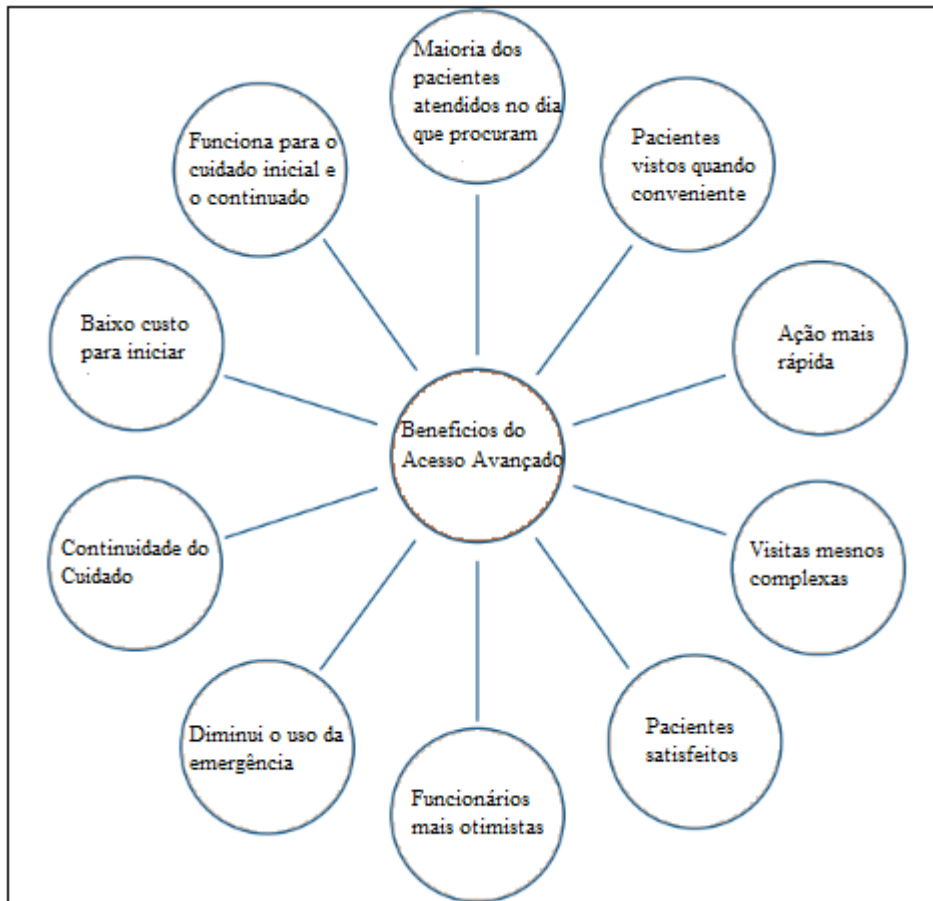 Maioria dos
pacientes
atendidos no dia
que procuram
Pacientes
vistos quando
conveniente
Ação mais
rápida
Visitas mesnos
complexas
Pacientes
satisfeitos
Funcionários
mais otimistas
Diminui o uso da
emergência
Continuidade do
Cuidado
Baixo custo
para iniciar
Funciona para o
cuidado inicial e
o continuado
Beneficios do
Acesso Avançado